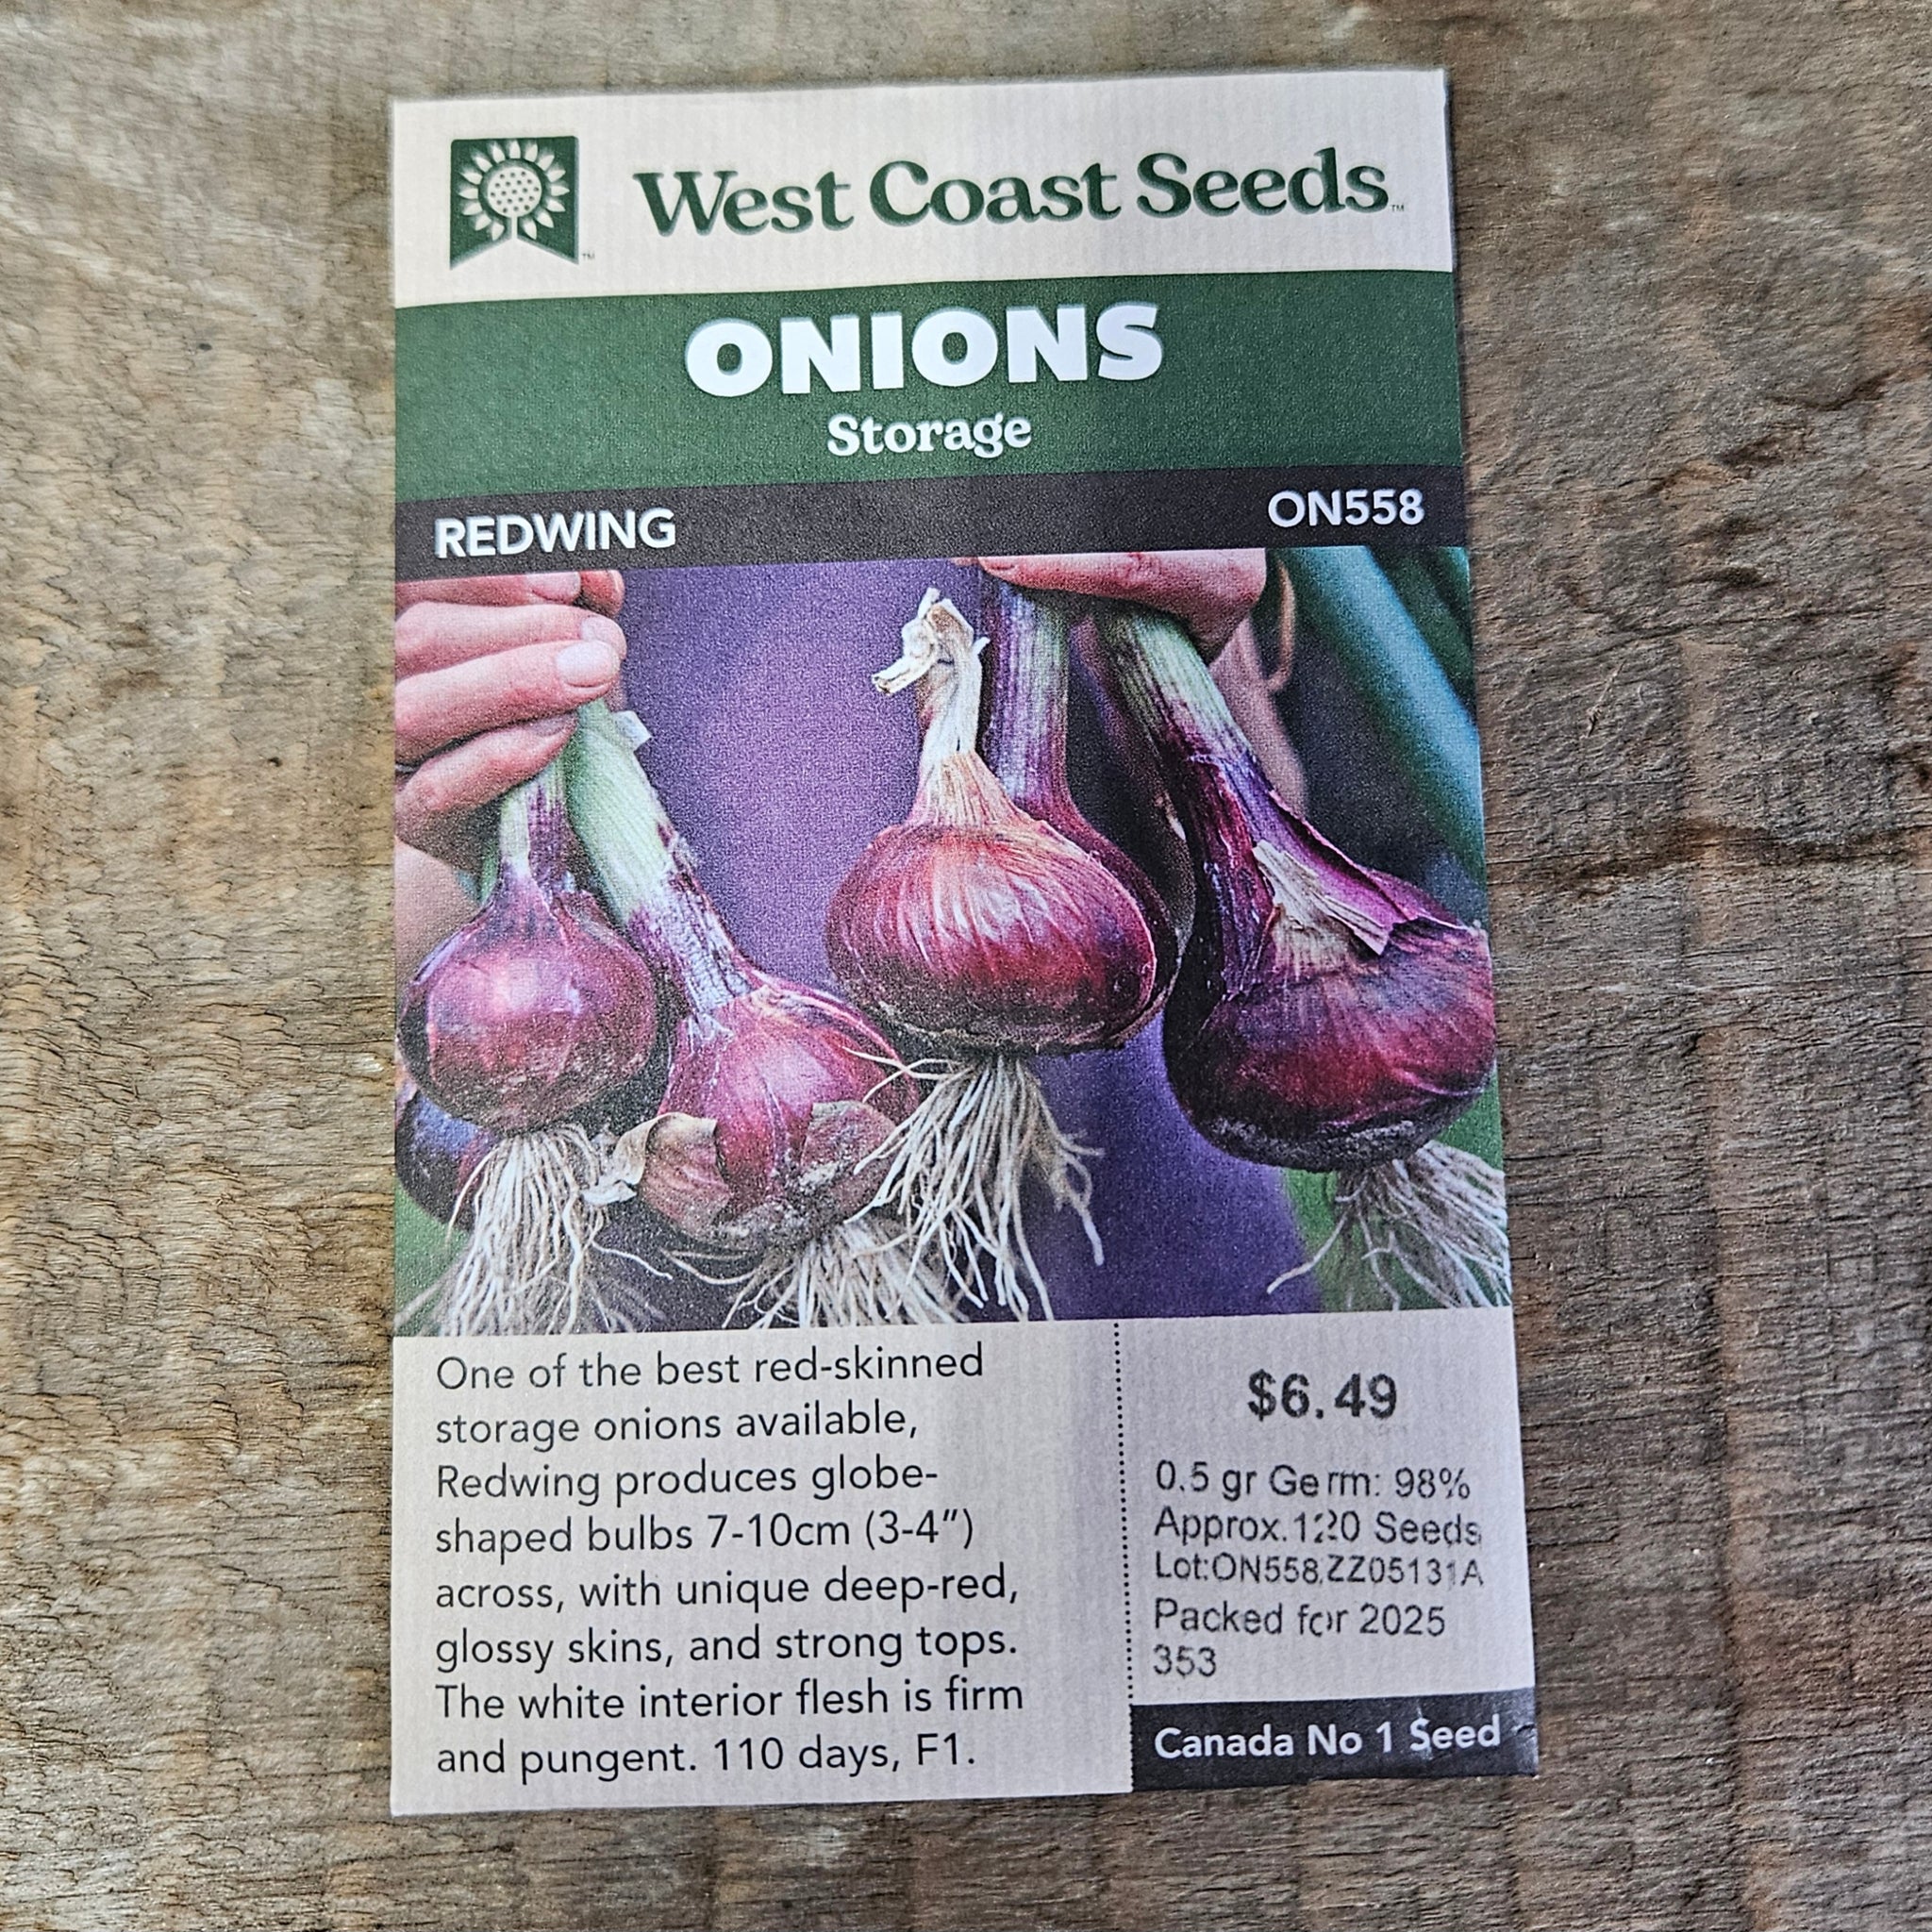 West Coast Seeds™
ONIONS
Storage
REDWING
ON558
One of the best red-skinned
storage onions available,
Redwing produces globe-
shaped bulbs 7-10cm (3-4″)
across, with unique deep-red,
glossy skins, and strong tops.
The white interior flesh is firm
and pungent. 110 days, F1.
$6.49
0.5 gr Germ: 98%
Approx.120 Seeds
Lot:ON558,ZZ05131A
Packed for 2025
353
Canada No 1 Seed